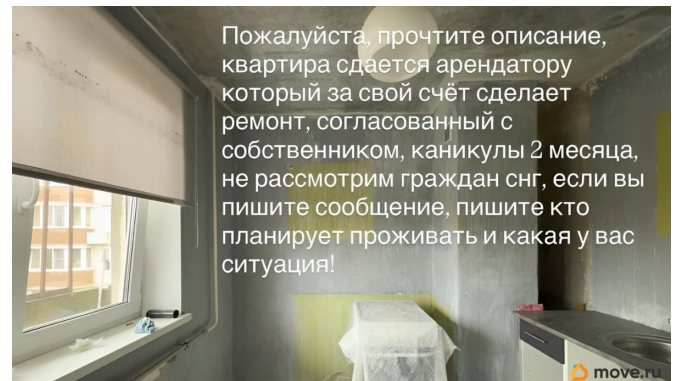 Пожалуйста, прочтите описание,
квартира сдается арендатору
который за свой счёт сделает
ремонт, согласованный с
собственником, каникулы 2 месяца,
не рассмотрим граждан снг, если вы
пишите сообщение, пишите кто
планирует проживать и какая у вас
ситуация!
move.ru